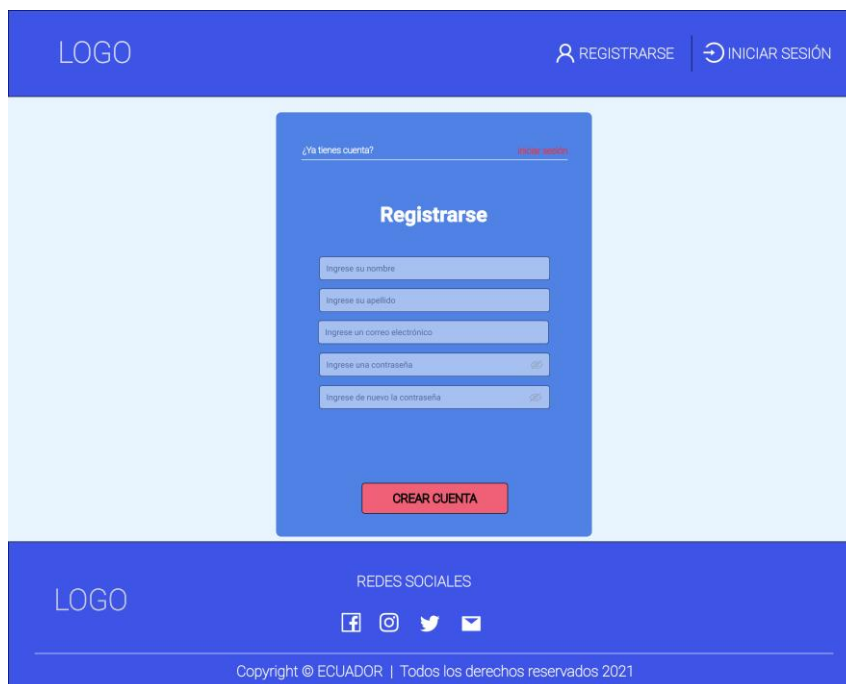 LOGO
REGISTRARSE
INICIAR SESIÓN
¿Ya tienes cuenta?
Iniciar sesión
Registrarse
Ingrese su nombre
Ingrese su apellido
Ingrese un correo electrónico
Ingrese una contraseña
Ingrese de nuevo la contraseña
CREAR CUENTA
LOGO
REDES SOCIALES
Copyright © ECUADOR | Todos los derechos reservados 2021